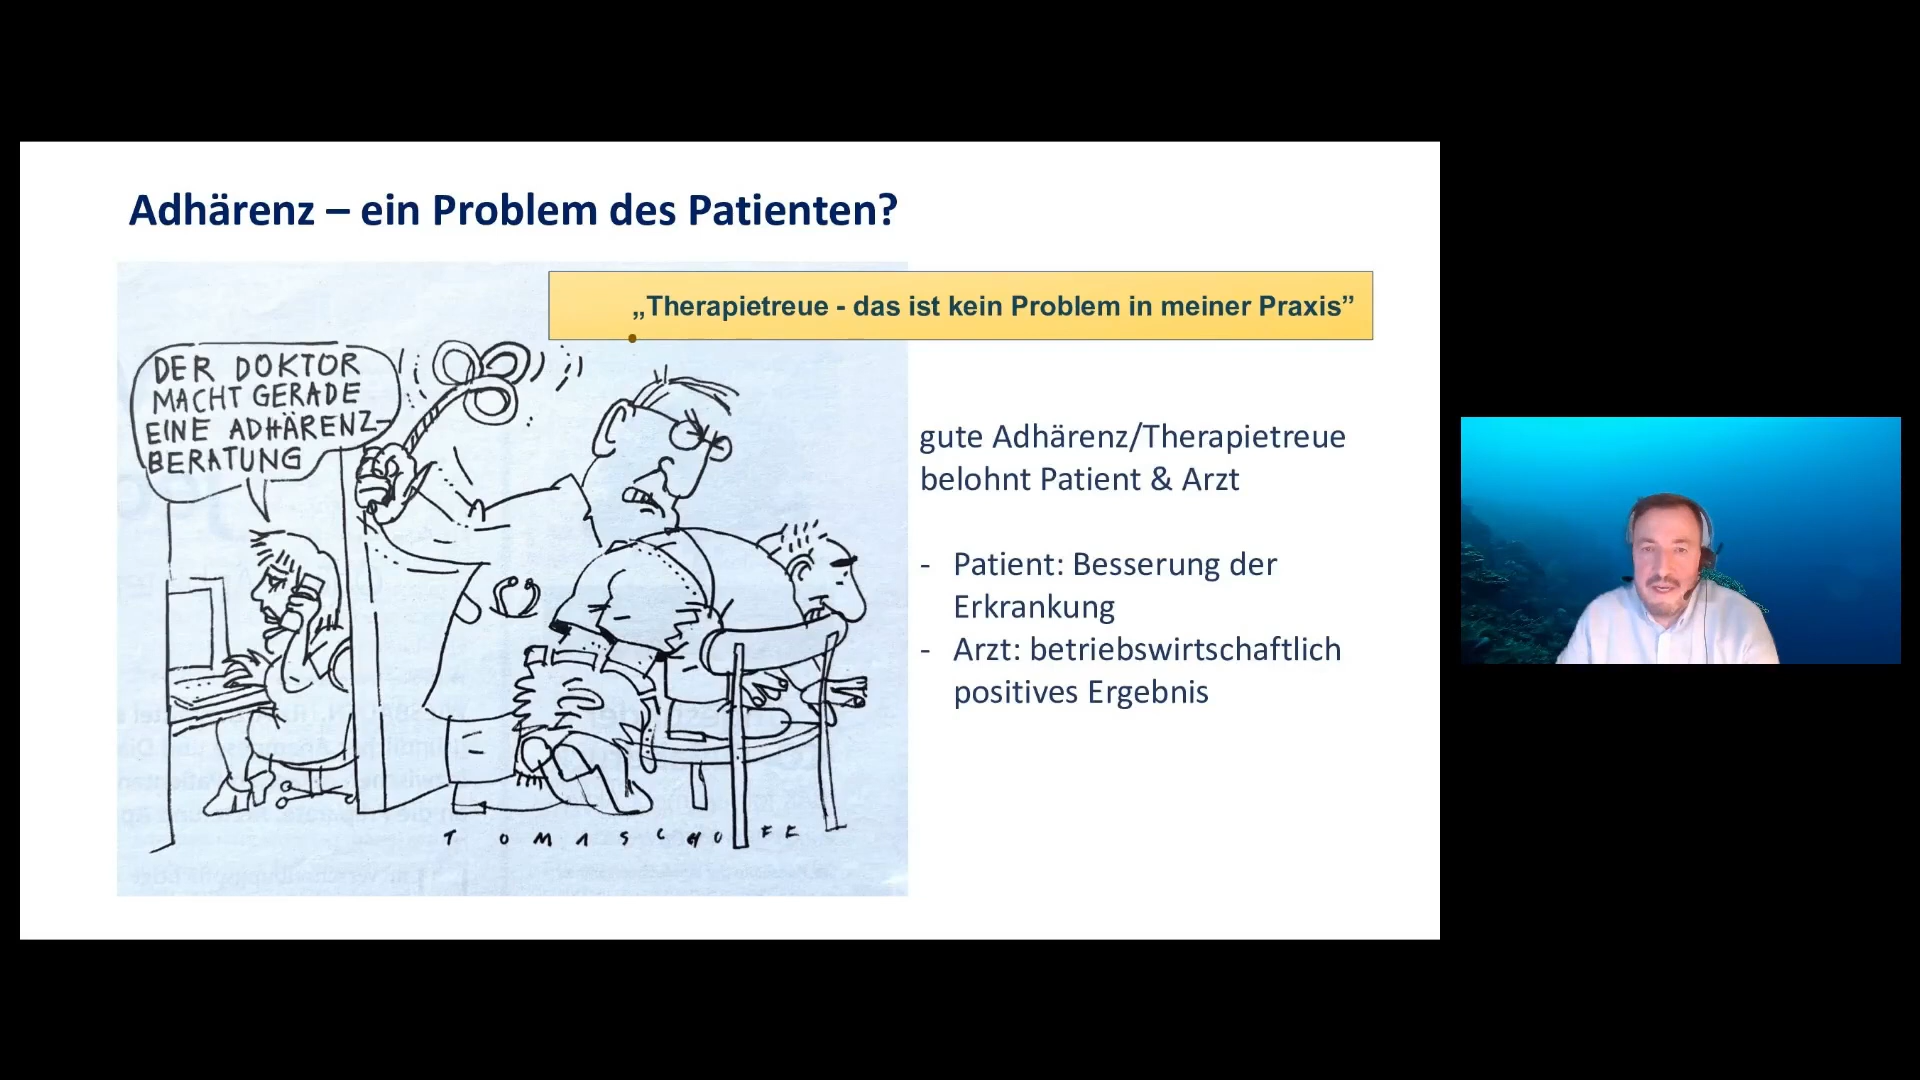 Adhärenz – ein Problem des Patienten?
„Therapietreue - das ist kein Problem in meiner Praxis”
DER DOKTOR
MACHT GERADE
EINE ADHÄRENZ-
BERATUNG
gute Adhärenz/Therapietreue
belohnt Patient & Arzt
- Patient: Besserung der
Erkrankung
- Arzt: betriebswirtschaftlich
positives Ergebnis
TOMASCHOFF